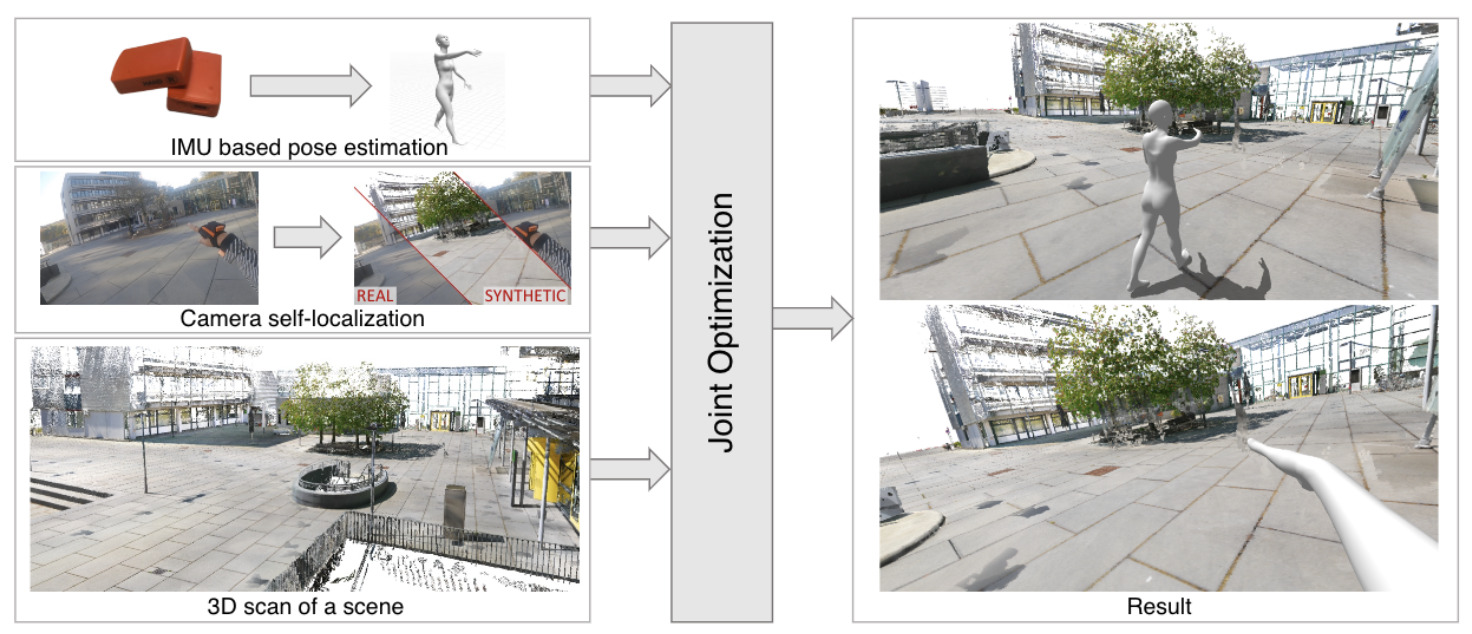 IMU based pose estimation
REAL
SYNTHETIC
Camera self-localization
3D scan of a scene
Joint Optimization
Result